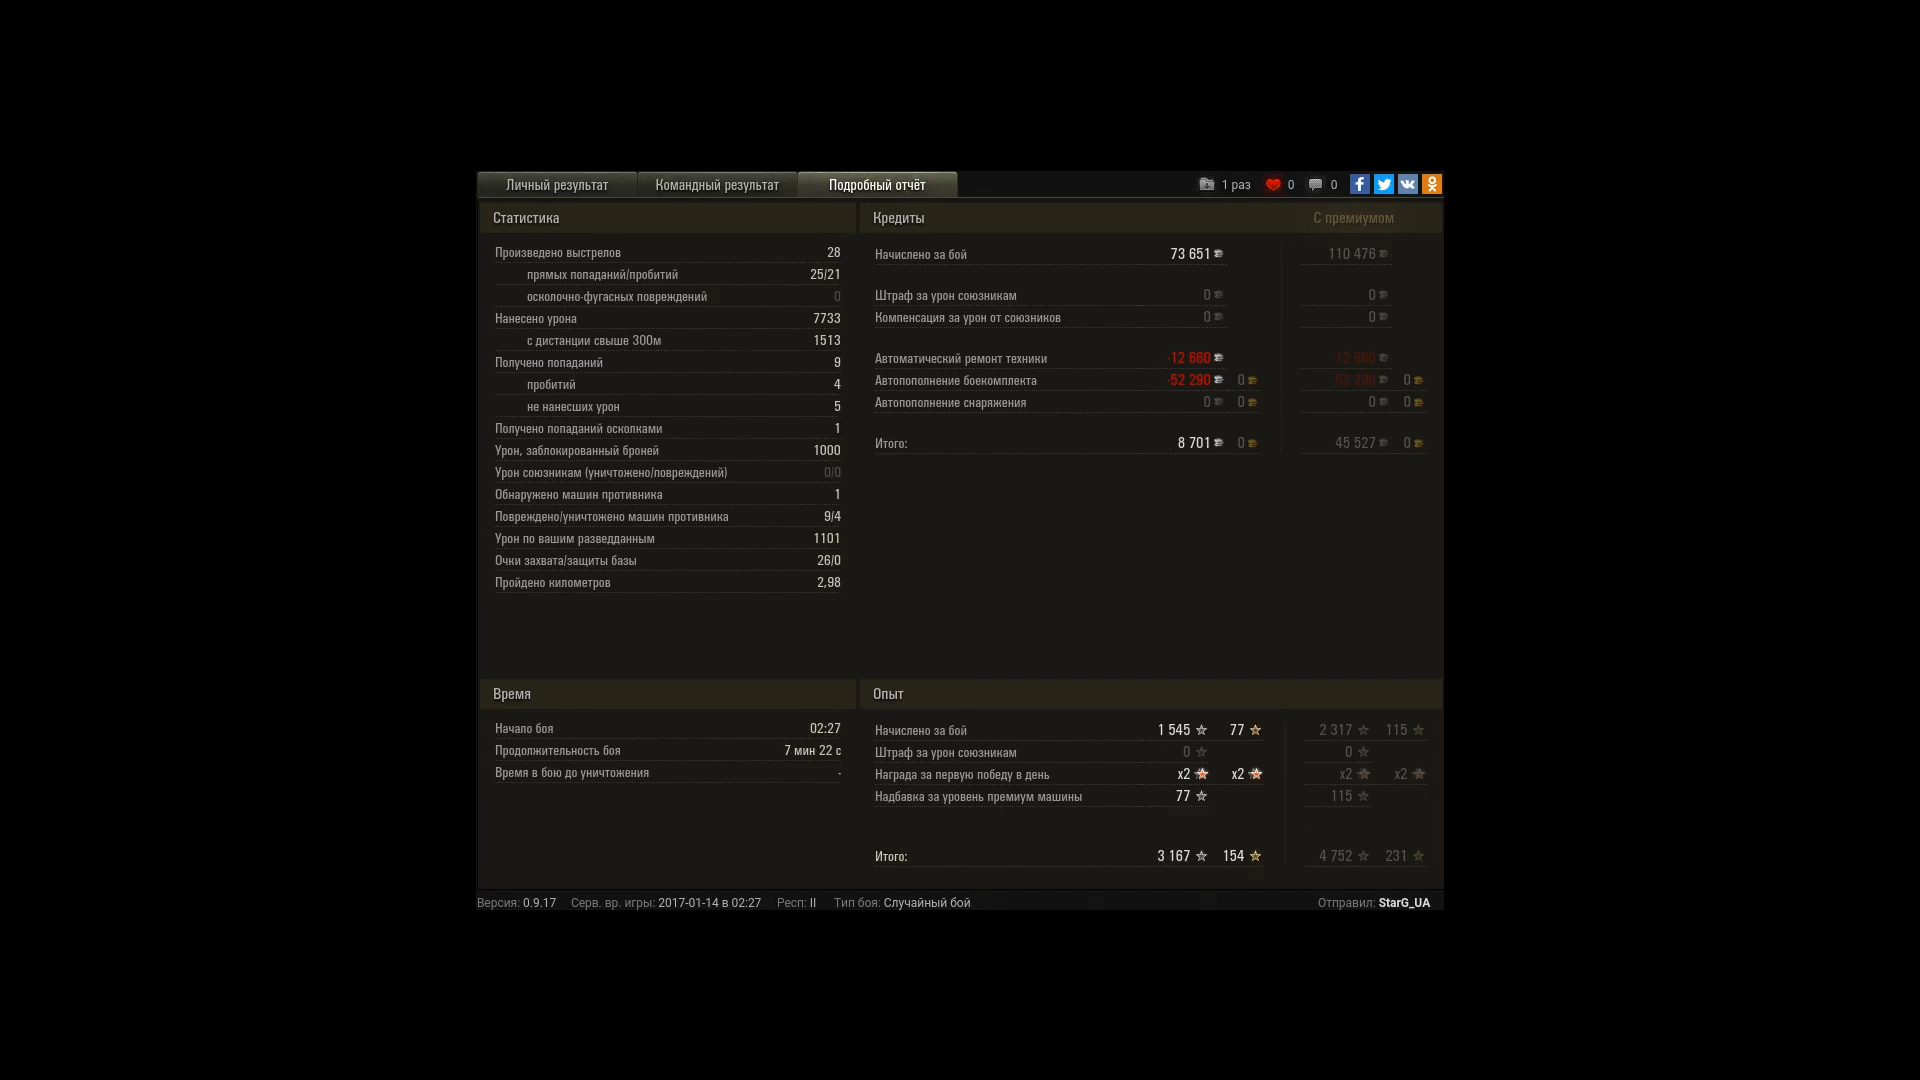 Личный результат Командный результат Подробный отчёт 1 раз 0 0
Статистика
Произведено выстрелов 28
прямых попаданий/пробитий 25/21
осколочно-фугасных повреждений 0
Нанесено урона 7733
с дистанции свыше 300м 1513
Получено попаданий 9
пробитий 4
не нанесших урон 5
Получено попаданий осколками 1
Урон, заблокированный броней 1000
Урон союзникам (уничтожено/повреждений) 0/0
Обнаружено машин противника 1
Повреждено/уничтожено машин противника 9/4
Урон по вашим разведданным 1101
Очки захвата/защиты базы 26/0
Пройдено километров 2,98
Кредиты С премиумом
Начислено за бой 73 651 110 476
Штраф за урон союзникам 0 0
Компенсация за урон от союзников 0 0
Автоматический ремонт техники -12 660 -12 660
Автопополнение боекомплекта -52 290 0 -52 290 0
Автопополнение снаряжения 0 0 0 0
Итого: 8 701 0 45 527 0
Время
Начало боя 02:27
Продолжительность боя 7 мин 22 с
Время в бою до уничтожения -
Опыт
Начислено за бой 1 545 77 2 317 115
Штраф за урон союзникам 0 0
Награда за первую победу в день x2 x2 x2 x2
Надбавка за уровень премиум машины 77 115
Итого: 3 167 154 4 752 231
Версия: 0.9.17 Серв. вр. игры: 2017-01-14 в 02:27 Респ: II Тип боя: Случайный бой Отправил: StarG_UA